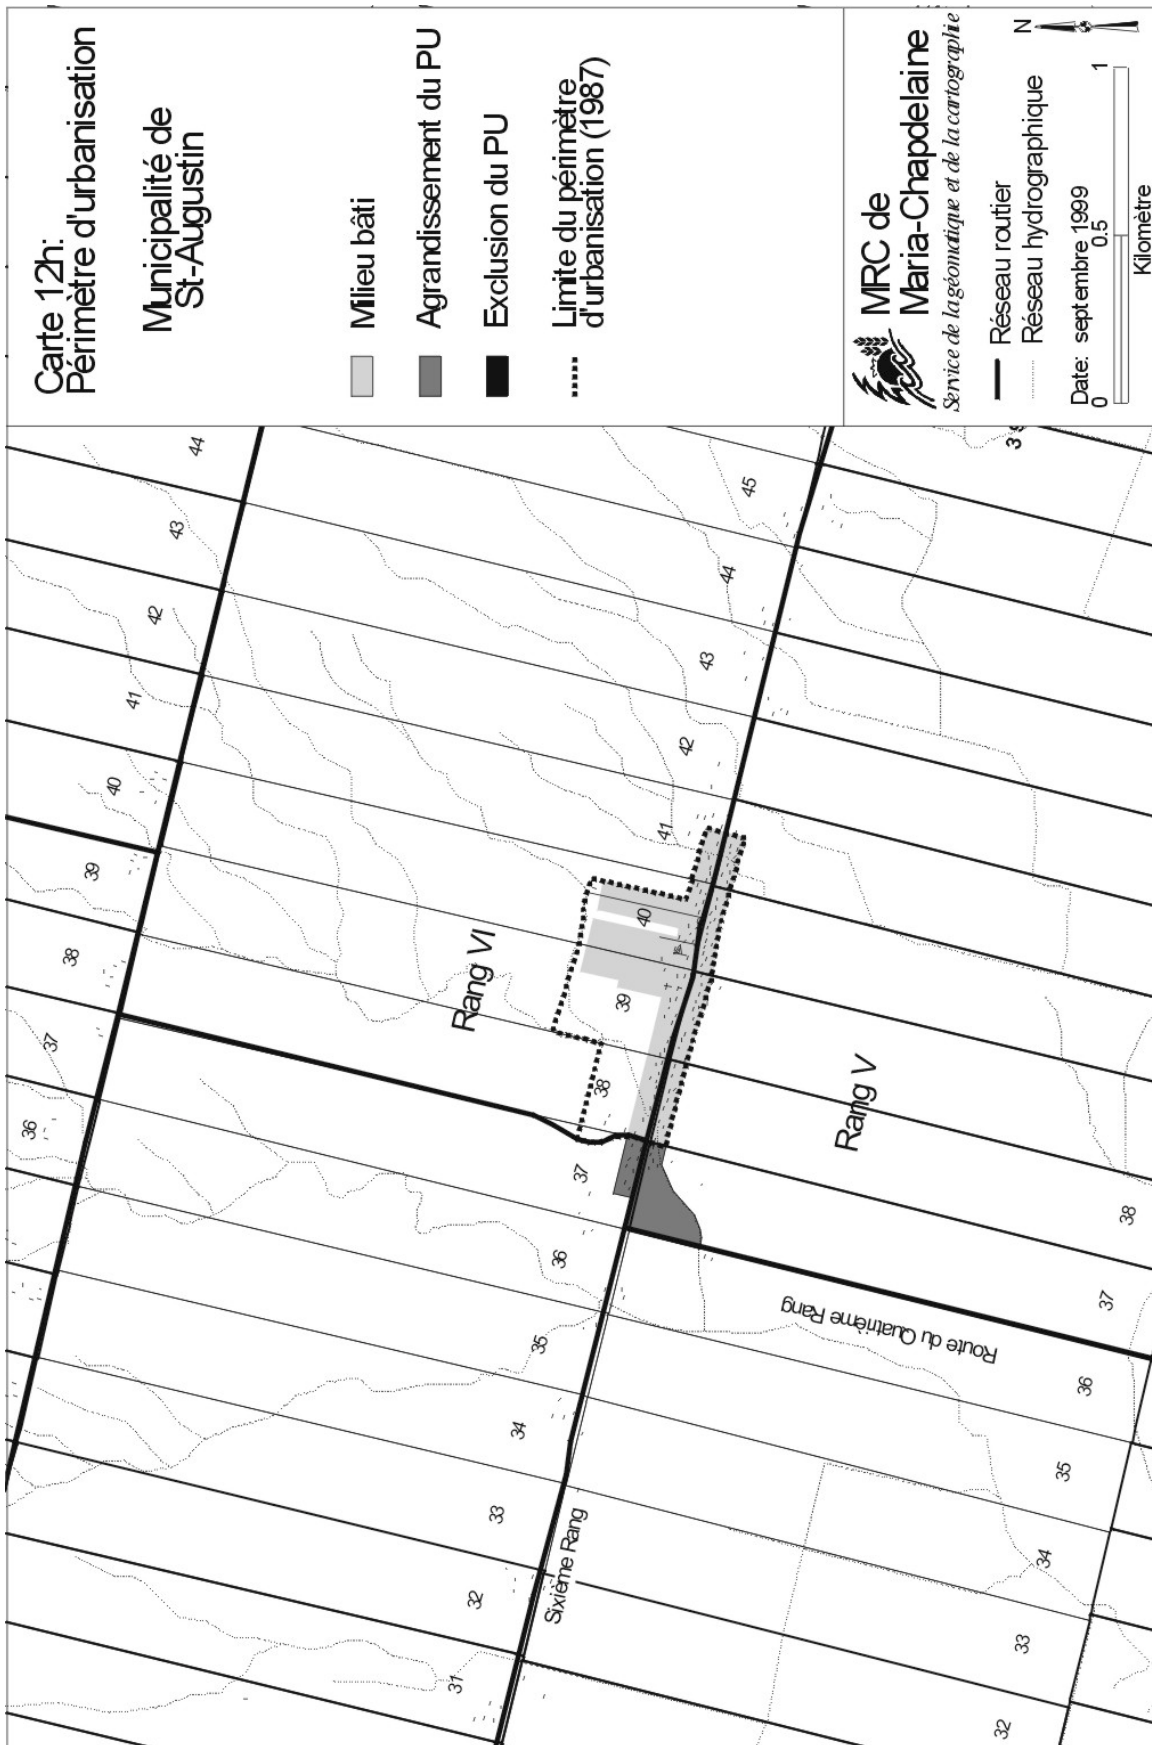 Carte 12h:
Périmètre d'urbanisation
Municipalité de
St-Augustin
Milieu bâti
Agrandissement du PU
Exclusion du PU
Limite du périmètre
d'urbanisation (1987)
MRC de
Maria-Chapdelaine
Service de la géomatique et de la cartographie
Réseau routier
Réseau hydrographique
Date: septembre 1999
0 0.5 1
Kilomètre
N
36 37 38 39 40 41 42 43 44
Rang VI
31 32 33 34 35 36 37 38 39 40 41 42 43 44 45
Sixième Rang
Rang V
Route du Quatrième Rang
32 33 34 35 36 37 38